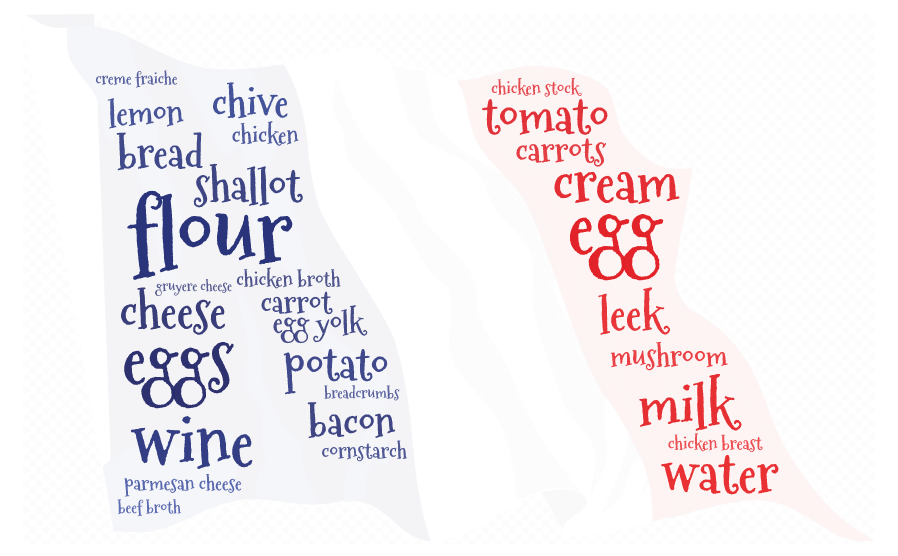 creme fraiche
lemon
chive
chicken
bread
shallot
flour
gruyere cheese
chicken broth
cheese
carrot
egg yolk
eggs
potato
breadcrumbs
bacon
wine
cornstarch
parmesan cheese
beef broth
chicken stock
tomato
carrots
cream
egg
leek
mushroom
milk
chicken breast
water